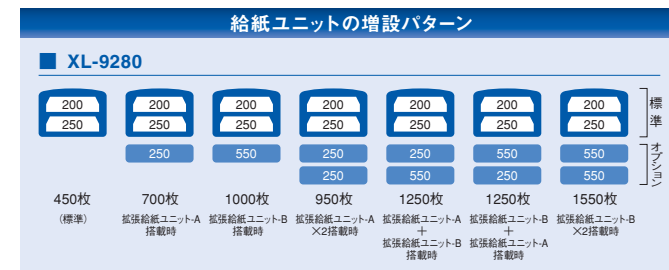 給紙ユニットの増設パターン
■ XL-9280
200 200 200 200 200 200 200
250 250 250 250 250 250 250
標準
250 550 250 250 550 550
250 550 250 550
オプション
450枚 700枚 1000枚 950枚 1250枚 1250枚 1550枚
（標準） 拡張給紙ユニット-A 拡張給紙ユニット-B 拡張給紙ユニット-A 拡張給紙ユニット-A 拡張給紙ユニット-B 拡張給紙ユニット-B
搭載時 搭載時 ×2搭載時 ＋ ＋ ×2搭載時
拡張給紙ユニット-B 拡張給紙ユニット-A
搭載時 搭載時